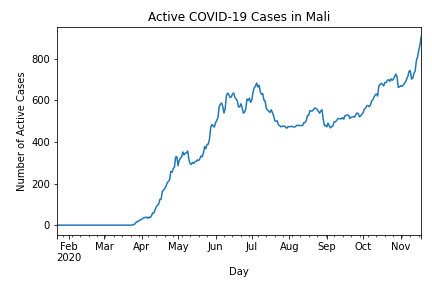 Active COVID-19 Cases in Mali
Number of Active Cases
800
600
400
200
0
Feb Mar Apr May Jun Jul Aug Sep Oct Nov
2020
Day